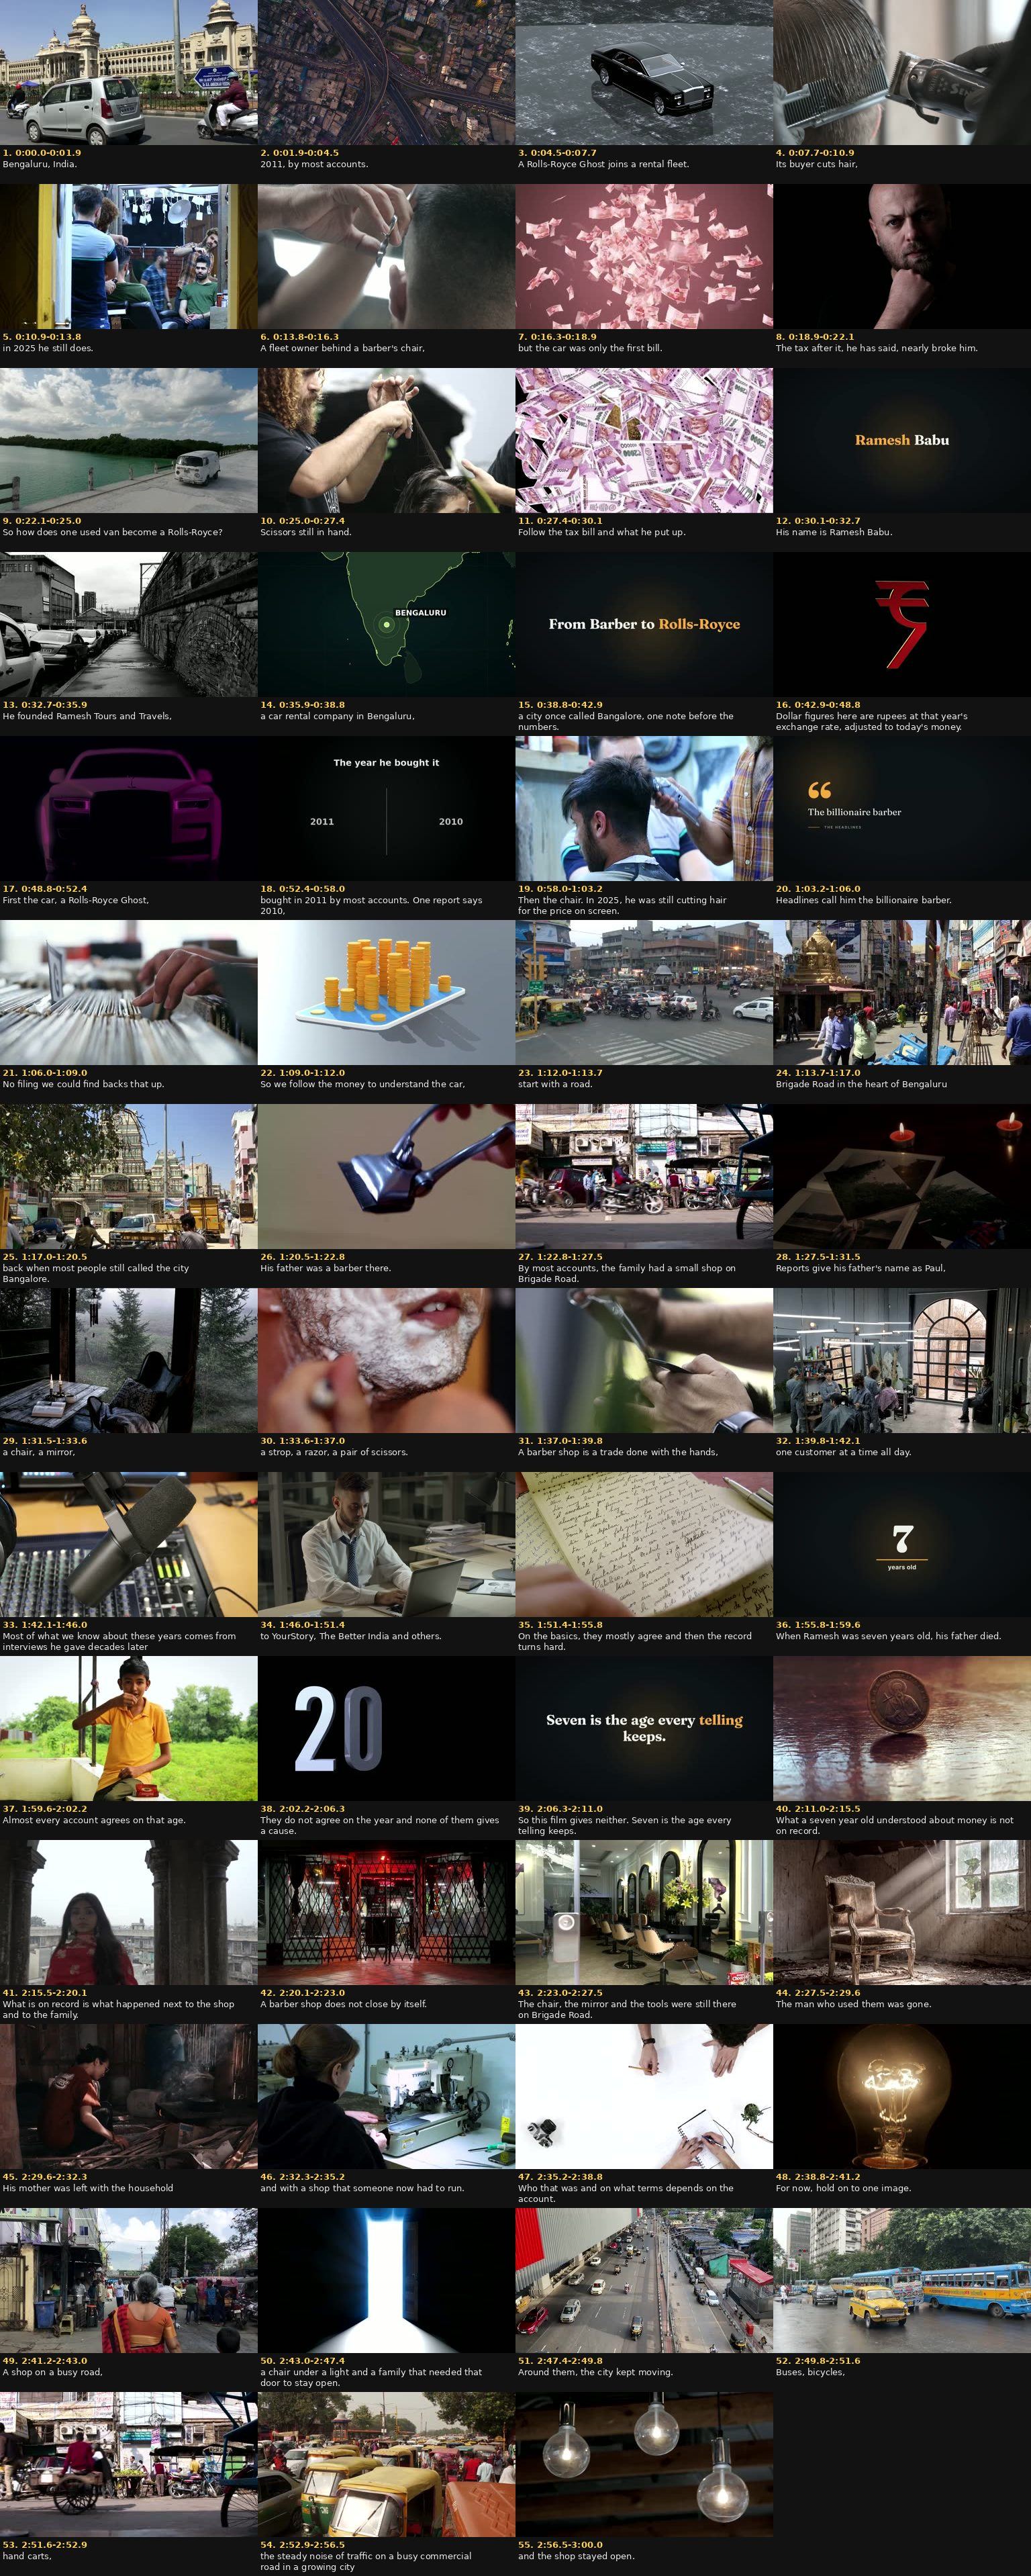 1. 0:00.0-0:01.9
Bengaluru, India.
2. 0:01.9-0:04.5
2011, by most accounts.
3. 0:04.5-0:07.7
A Rolls-Royce Ghost joins a rental fleet.
4. 0:07.7-0:10.9
Its buyer cuts hair,
5. 0:10.9-0:13.8
in 2025 he still does.
6. 0:13.8-0:16.3
A fleet owner behind a barber's chair,
7. 0:16.3-0:18.9
but the car was only the first bill.
8. 0:18.9-0:22.1
The tax after it, he has said, nearly broke him.
9. 0:22.1-0:25.0
So how does one used van become a Rolls-Royce?
10. 0:25.0-0:27.4
Scissors still in hand.
11. 0:27.4-0:30.1
Follow the tax bill and what he put up.
Ramesh Babu
12. 0:30.1-0:32.7
His name is Ramesh Babu.
13. 0:32.7-0:35.9
He founded Ramesh Tours and Travels,
BENGALURU
14. 0:35.9-0:38.8
a car rental company in Bengaluru,
From Barber to Rolls-Royce
15. 0:38.8-0:42.9
a city once called Bangalore, one note before the
numbers.
₹
16. 0:42.9-0:48.8
Dollar figures here are rupees at that year's
exchange rate, adjusted to today's money.
17. 0:48.8-0:52.4
First the car, a Rolls-Royce Ghost,
The year he bought it
2011 2010
18. 0:52.4-0:58.0
bought in 2011 by most accounts. One report says
2010,
19. 0:58.0-1:03.2
Then the chair. In 2025, he was still cutting hair
for the price on screen.
“
The billionaire barber
THE HEADLINES
20. 1:03.2-1:06.0
Headlines call him the billionaire barber.
21. 1:06.0-1:09.0
No filing we could find backs that up.
22. 1:09.0-1:12.0
So we follow the money to understand the car,
23. 1:12.0-1:13.7
start with a road.
24. 1:13.7-1:17.0
Brigade Road in the heart of Bengaluru
25. 1:17.0-1:20.5
back when most people still called the city
Bangalore.
26. 1:20.5-1:22.8
His father was a barber there.
27. 1:22.8-1:27.5
By most accounts, the family had a small shop on
Brigade Road.
28. 1:27.5-1:31.5
Reports give his father's name as Paul,
29. 1:31.5-1:33.6
a chair, a mirror,
30. 1:33.6-1:37.0
a strop, a razor, a pair of scissors.
31. 1:37.0-1:39.8
A barber shop is a trade done with the hands,
32. 1:39.8-1:42.1
one customer at a time all day.
33. 1:42.1-1:46.0
Most of what we know about these years comes from
interviews he gave decades later
34. 1:46.0-1:51.4
to YourStory, The Better India and others.
35. 1:51.4-1:55.8
On the basics, they mostly agree and then the record
turns hard.
7
years old
36. 1:55.8-1:59.6
When Ramesh was seven years old, his father died.
37. 1:59.6-2:02.2
Almost every account agrees on that age.
20
38. 2:02.2-2:06.3
They do not agree on the year and none of them gives
a cause.
Seven is the age every telling
keeps.
39. 2:06.3-2:11.0
So this film gives neither. Seven is the age every
telling keeps.
40. 2:11.0-2:15.5
What a seven year old understood about money is not
on record.
41. 2:15.5-2:20.1
What is on record is what happened next to the shop
and to the family.
42. 2:20.1-2:23.0
A barber shop does not close by itself.
43. 2:23.0-2:27.5
The chair, the mirror and the tools were still there
on Brigade Road.
44. 2:27.5-2:29.6
The man who used them was gone.
45. 2:29.6-2:32.3
His mother was left with the household
46. 2:32.3-2:35.2
and with a shop that someone now had to run.
47. 2:35.2-2:38.8
Who that was and on what terms depends on the
account.
48. 2:38.8-2:41.2
For now, hold on to one image.
49. 2:41.2-2:43.0
A shop on a busy road,
50. 2:43.0-2:47.4
a chair under a light and a family that needed that
door to stay open.
51. 2:47.4-2:49.8
Around them, the city kept moving.
52. 2:49.8-2:51.6
Buses, bicycles,
53. 2:51.6-2:52.9
hand carts,
54. 2:52.9-2:56.5
the steady noise of traffic on a busy commercial
road in a growing city
55. 2:56.5-3:00.0
and the shop stayed open.